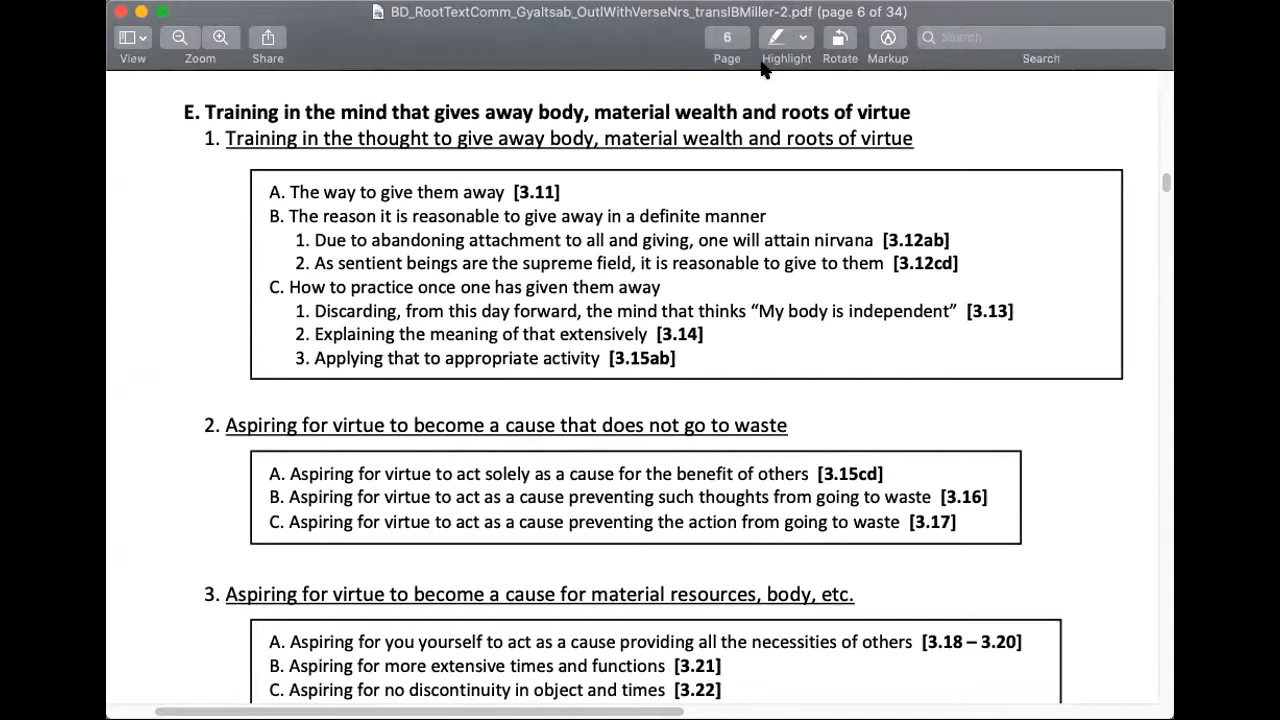 BD_RootTextComm_Gyaltsab_OutlWithVerseNrs_translBMiller-2.pdf (page 6 of 34)
6
Search
View
Zoom
Share
Page
Highlight
Rotate
Markup
Search
E. Training in the mind that gives away body, material wealth and roots of virtue
1. Training in the thought to give away body, material wealth and roots of virtue
A. The way to give them away [3.11]
B. The reason it is reasonable to give away in a definite manner
1. Due to abandoning attachment to all and giving, one will attain nirvana [3.12ab]
2. As sentient beings are the supreme field, it is reasonable to give to them [3.12cd]
C. How to practice once one has given them away
1. Discarding, from this day forward, the mind that thinks “My body is independent” [3.13]
2. Explaining the meaning of that extensively [3.14]
3. Applying that to appropriate activity [3.15ab]
2. Aspiring for virtue to become a cause that does not go to waste
A. Aspiring for virtue to act solely as a cause for the benefit of others [3.15cd]
B. Aspiring for virtue to act as a cause preventing such thoughts from going to waste [3.16]
C. Aspiring for virtue to act as a cause preventing the action from going to waste [3.17]
3. Aspiring for virtue to become a cause for material resources, body, etc.
A. Aspiring for you yourself to act as a cause providing all the necessities of others [3.18 – 3.20]
B. Aspiring for more extensive times and functions [3.21]
C. Aspiring for no discontinuity in object and times [3.22]